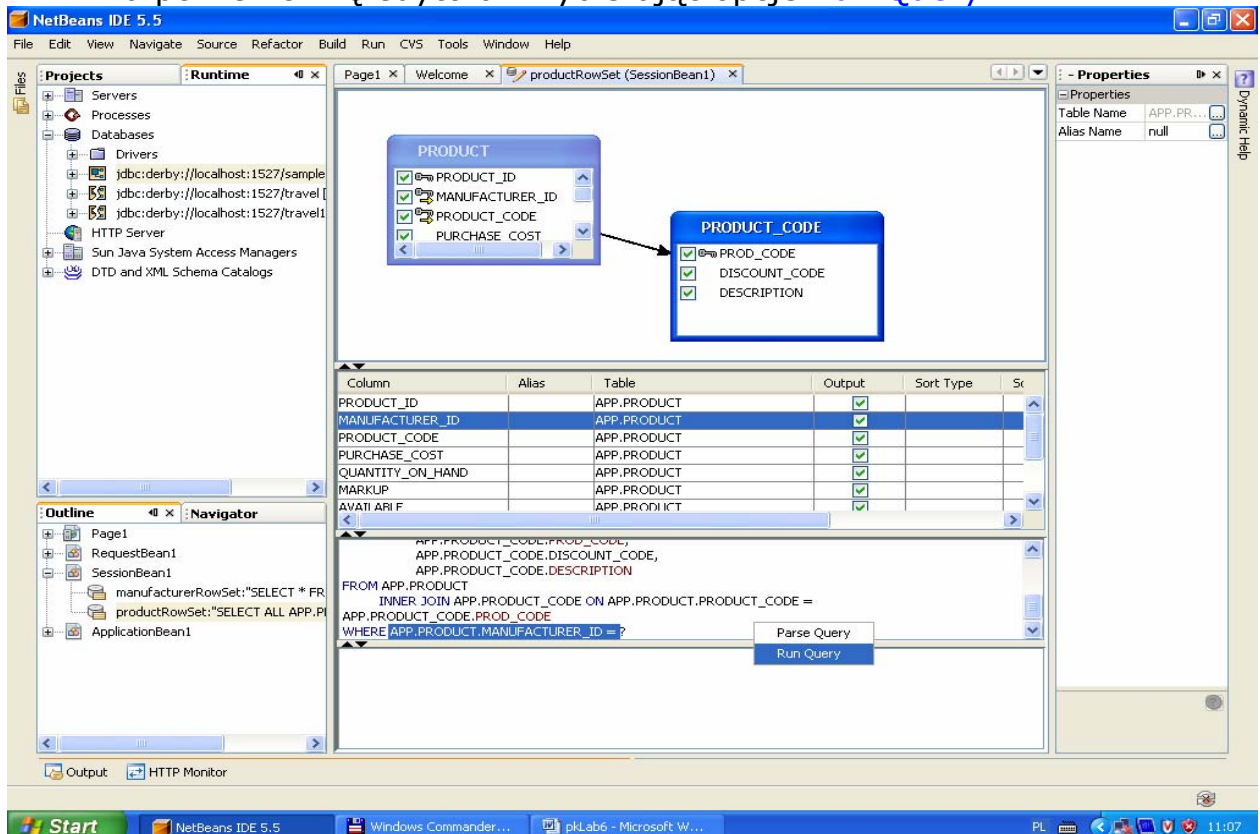 NetBeans IDE 5.5
File Edit View Navigate Source Refactor Build Run CVS Tools Window Help
Files
Projects
Runtime
Servers
Processes
Databases
Drivers
jdbc:derby://localhost:1527/sample
jdbc:derby://localhost:1527/travel [
jdbc:derby://localhost:1527/travel1
HTTP Server
Sun Java System Access Managers
DTD and XML Schema Catalogs
Outline
Navigator
Page1
RequestBean1
SessionBean1
manufacturerRowSet:"SELECT * FR
productRowSet:"SELECT ALL APP.P
ApplicationBean1
Page1 Welcome productRowSet (SessionBean1)
PRODUCT
PRODUCT_ID
MANUFACTURER_ID
PRODUCT_CODE
PURCHASE_COST
PRODUCT_CODE
PROD_CODE
DISCOUNT_CODE
DESCRIPTION
Column Alias Table Output Sort Type
PRODUCT_ID APP.PRODUCT
MANUFACTURER_ID APP.PRODUCT
PRODUCT_CODE APP.PRODUCT
PURCHASE_COST APP.PRODUCT
QUANTITY_ON_HAND APP.PRODUCT
MARKUP APP.PRODUCT
AVAILABLE APP.PRODUCT
APP.PRODUCT_CODE.PROD_CODE,
APP.PRODUCT_CODE.DISCOUNT_CODE,
APP.PRODUCT_CODE.DESCRIPTION
FROM APP.PRODUCT
INNER JOIN APP.PRODUCT_CODE ON APP.PRODUCT.PRODUCT_CODE =
APP.PRODUCT_CODE.PROD_CODE
WHERE APP.PRODUCT.MANUFACTURER_ID = ?
Parse Query
Run Query
- Properties
Properties
Table Name APP.PR...
Alias Name null
Dynamic Help
Output HTTP Monitor
Start NetBeans IDE 5.5 Windows Commander... pkLab6 - Microsoft W... PL 11:07